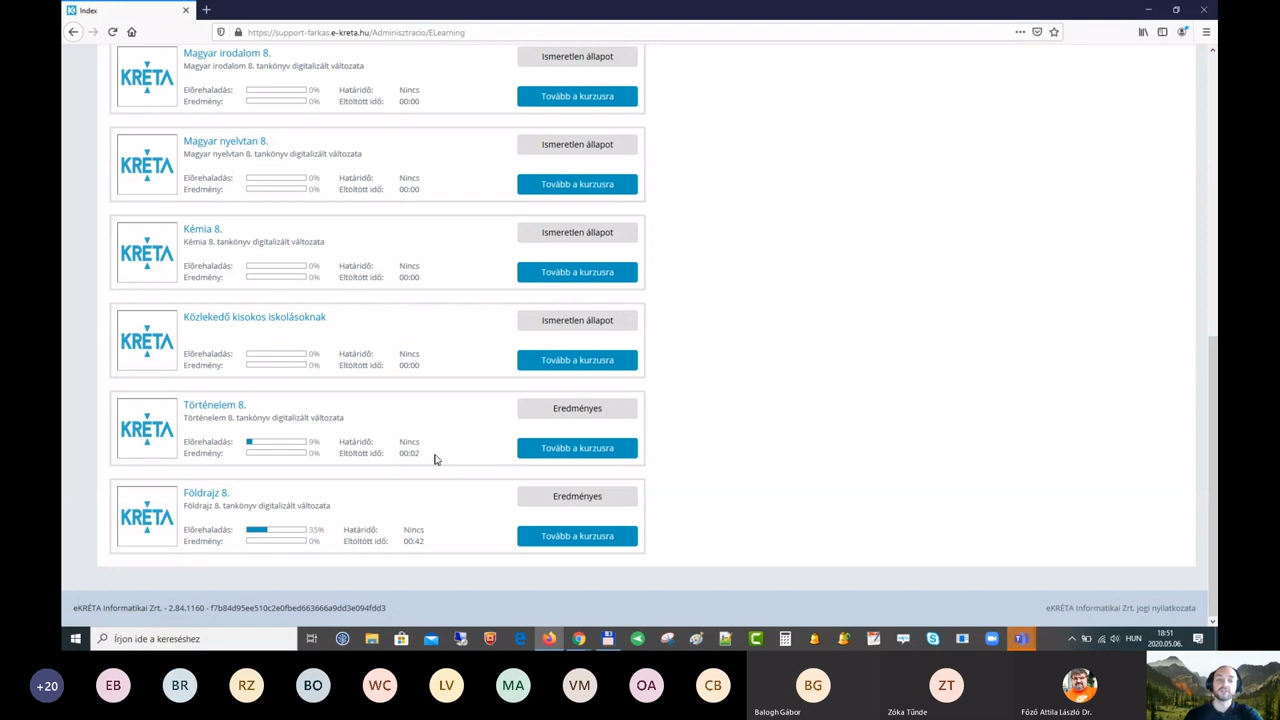 Index
https://support-farkas.e-kreta.hu/Adminisztracio/ELearning
Magyar irodalom 8.
Magyar irodalom 8. tankönyv digitalizált változata
Előrehaladás: 0% Határidő: Nincs
Eredmény: 0% Eltöltött idő: 00:00
Ismeretlen állapot
Tovább a kurzusra
KRÉTA
Magyar nyelvtan 8.
Magyar nyelvtan 8. tankönyv digitalizált változata
Előrehaladás: 0% Határidő: Nincs
Eredmény: 0% Eltöltött idő: 00:00
Ismeretlen állapot
Tovább a kurzusra
KRÉTA
Kémia 8.
Kémia 8. tankönyv digitalizált változata
Előrehaladás: 0% Határidő: Nincs
Eredmény: 0% Eltöltött idő: 00:00
Ismeretlen állapot
Tovább a kurzusra
KRÉTA
Közlekedő kisokos iskolásoknak
Előrehaladás: 0% Határidő: Nincs
Eredmény: 0% Eltöltött idő: 00:00
Ismeretlen állapot
Tovább a kurzusra
KRÉTA
Történelem 8.
Történelem 8. tankönyv digitalizált változata
Előrehaladás: 9% Határidő: Nincs
Eredmény: 0% Eltöltött idő: 00:02
Eredményes
Tovább a kurzusra
KRÉTA
Földrajz 8.
Földrajz 8. tankönyv digitalizált változata
Előrehaladás: 35% Határidő: Nincs
Eredmény: 0% Eltöltött idő: 00:42
Eredményes
Tovább a kurzusra
KRÉTA
eKRÉTA Informatikai Zrt. - 2.84.1160 - f7b84d95ee510c2e0fbed663666a9dd3e094fdd3
eKRÉTA Informatikai Zrt. jogi nyilatkozata
Írjon ide a kereséshez
HUN
18:51
2020.05.06.
+20 EB BR RZ BO WC LV MA VM OA CB BG ZT
Balogh Gábor
Zóka Tünde
Főző Attila László Dr.